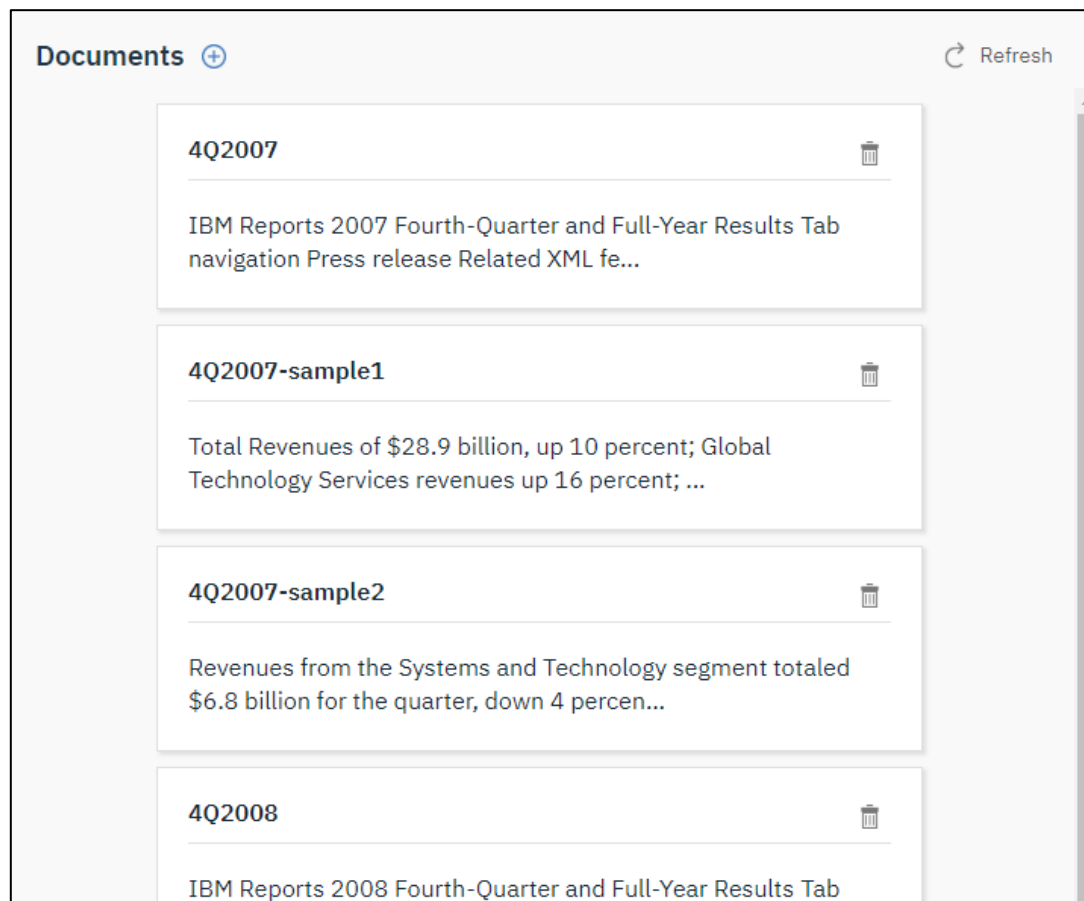 Documents
Refresh
4Q2007
IBM Reports 2007 Fourth-Quarter and Full-Year Results Tab
navigation Press release Related XML fe...
4Q2007-sample1
Total Revenues of $28.9 billion, up 10 percent; Global
Technology Services revenues up 16 percent; ...
4Q2007-sample2
Revenues from the Systems and Technology segment totaled
$6.8 billion for the quarter, down 4 percen...
4Q2008
IBM Reports 2008 Fourth-Quarter and Full-Year Results Tab